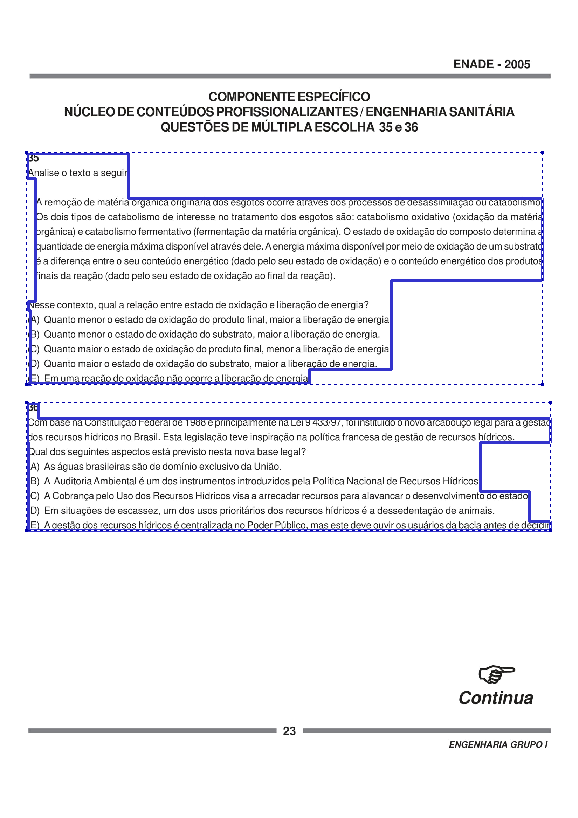 ENADE - 2005
COMPONENTE ESPECÍFICO
NÚCLEO DE CONTEÚDOS PROFISSIONALIZANTES / ENGENHARIA SANITÁRIA
QUESTÕES DE MÚLTIPLA ESCOLHA 35 e 36
35
Analise o texto a seguir
A remoção de matéria orgânica originária dos esgotos ocorre através dos processos de desassimilação ou catabolismo.
Os dois tipos de catabolismo de interesse no tratamento dos esgotos são: catabolismo oxidativo (oxidação da matéria
orgânica) e catabolismo fermentativo (fermentação da matéria orgânica). O estado de oxidação do composto determina a
quantidade de energia máxima disponível através dele. A energia máxima disponível por meio de oxidação de um substrato
é a diferença entre o seu conteúdo energético (dado pelo seu estado de oxidação) e o conteúdo energético dos produtos
finais da reação (dado pelo seu estado de oxidação ao final da reação).
Nesse contexto, qual a relação entre estado de oxidação e liberação de energia?
A) Quanto menor o estado de oxidação do produto final, maior a liberação de energia
B) Quanto menor o estado de oxidação do substrato, maior a liberação de energia.
C) Quanto maior o estado de oxidação do produto final, menor a liberação de energia
D) Quanto maior o estado de oxidação do substrato, maior a liberação de energia.
E) Em uma reação de oxidação não ocorre a liberação de energia
36
Com base na Constituição Federal de 1988 e principalmente na Lei 9 433/97, foi instituído o novo arcabouço legal para a gestão
dos recursos hídricos no Brasil. Esta legislação teve inspiração na política francesa de gestão de recursos hídricos.
Qual dos seguintes aspectos está previsto nesta nova base legal?
A) As águas brasileiras são de domínio exclusivo da União.
B) A Auditoria Ambiental é um dos instrumentos introduzidos pela Política Nacional de Recursos Hídricos
C) A Cobrança pelo Uso dos Recursos Hídricos visa a arrecadar recursos para alavancar o desenvolvimento do estado
D) Em situações de escassez, um dos usos prioritários dos recursos hídricos é a dessedentação de animais.
E) A gestão dos recursos hídricos é centralizada no Poder Público, mas este deve ouvir os usuários da bacia antes de decidir
Continua
23
ENGENHARIA GRUPO I